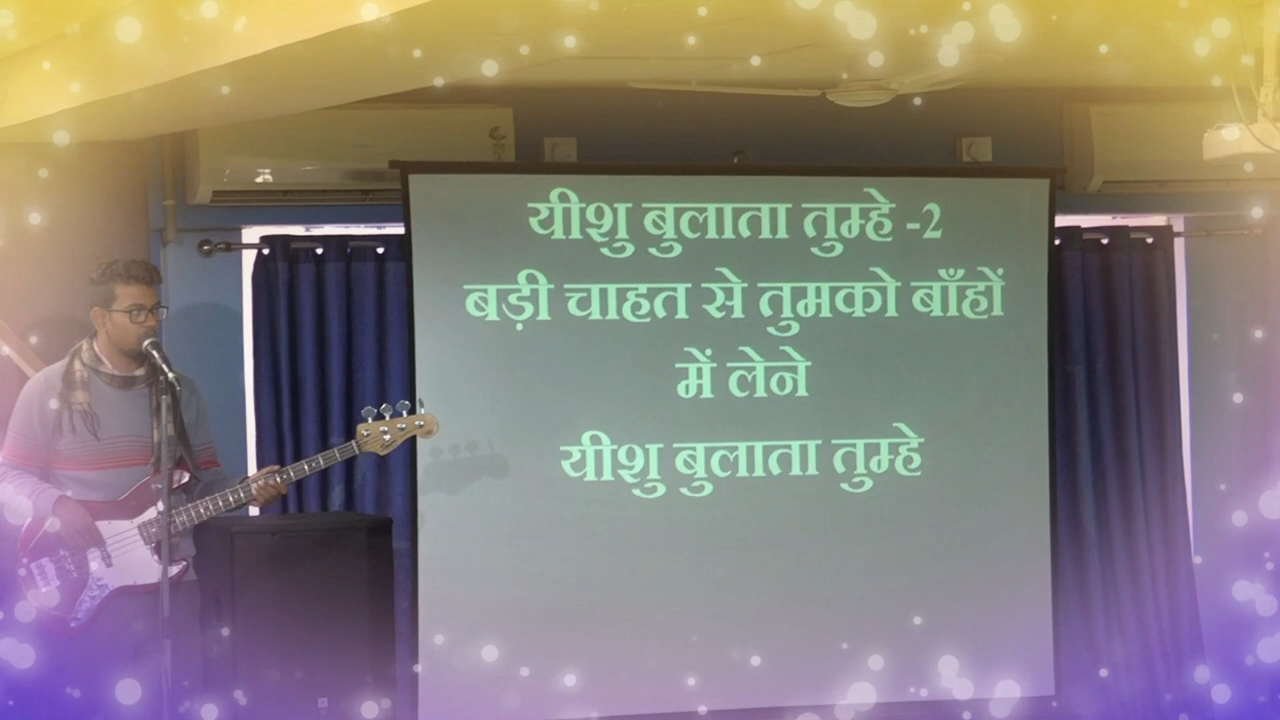 यीशु बुलाता तुम्हे -2
बड़ी चाहत से तुमको बाँहों
में लेने
यीशु बुलाता तुम्हे